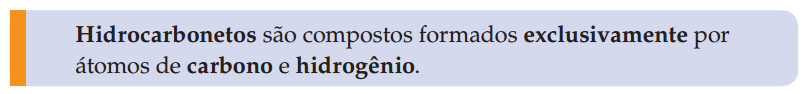 Hidrocarbonetos são compostos formados exclusivamente por
átomos de carbono e hidrogênio.